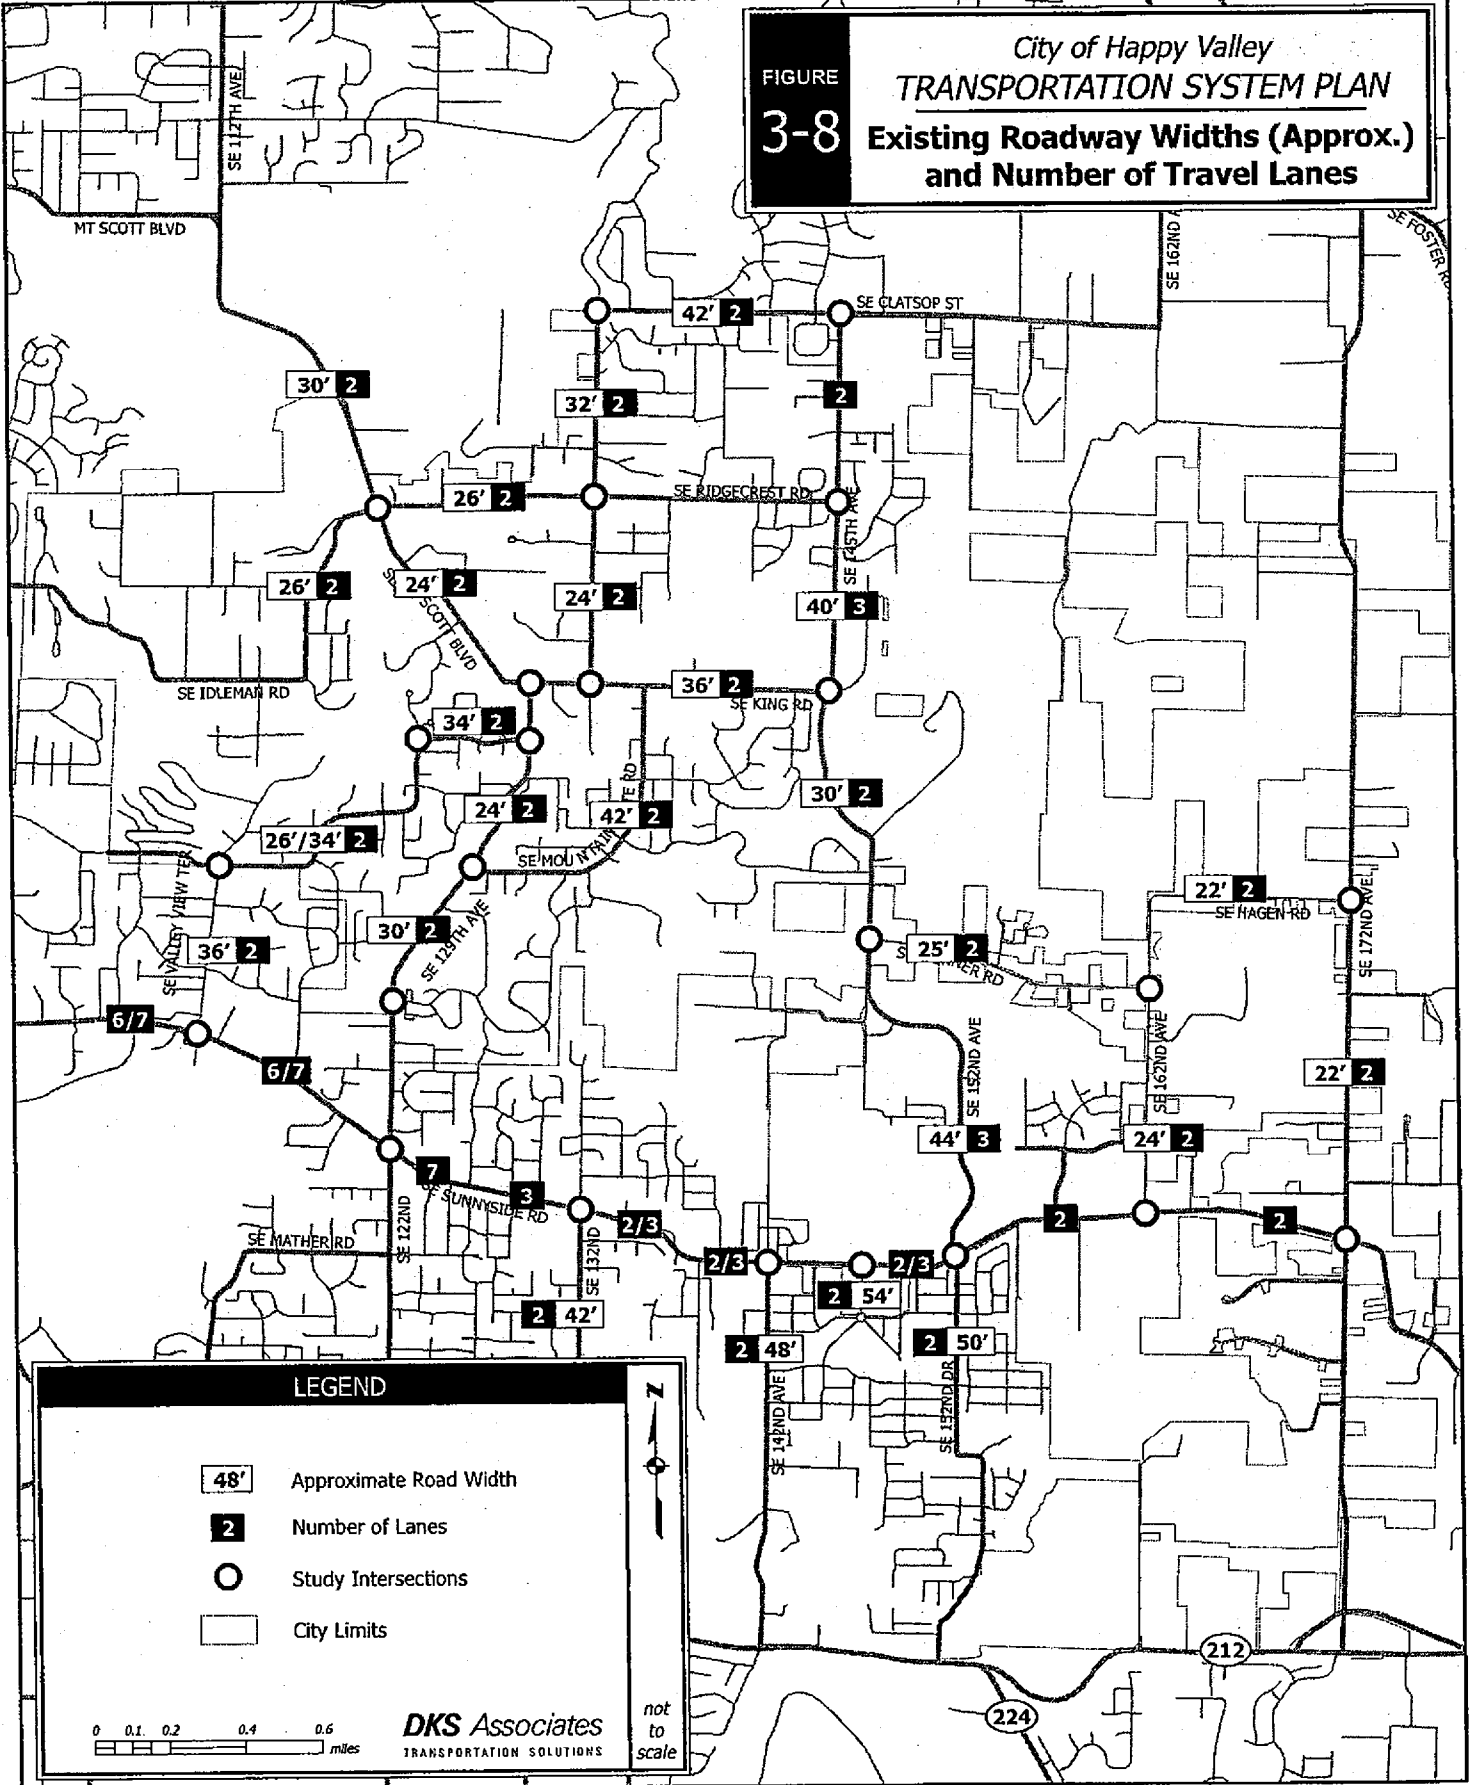 FIGURE
3-8
City of Happy Valley
TRANSPORTATION SYSTEM PLAN
Existing Roadway Widths (Approx.)
and Number of Travel Lanes
SE 112TH AVE
MT SCOTT BLVD
SE 162ND
SE FOSTER
42' 2
SE CLATSOP ST
30' 2
32' 2
2
26' 2
SE RIDGECREST RD
SE 145TH AVE
26' 2
24' 2
SCOTT BLVD
24' 2
40' 3
SE IDLEMAN RD
36' 2
SE KING RD
34' 2
24' 2
42' 2
30' 2
26'/34' 2
SE MOUNTAIN
SE VALLEY VIEW TER
22' 2
SE HAGEN RD
SE 172ND AVE
30' 2
SE 129TH AVE
36' 2
25' 2
NER RD
6/7
6/7
SE 152ND AVE
SE 162ND AVE
22' 2
44' 3
24' 2
7
3
SE SUNNYSIDE RD
2/3
2
2
SE MATHER RD
SE 122ND
SE 132ND
2/3
2/3
2 54'
2 42'
2 48'
2 50'
SE 142ND AVE
SE 152ND DR
LEGEND
48' Approximate Road Width
2 Number of Lanes
Study Intersections
City Limits
N
212
224
0 0.1 0.2 0.4 0.6
miles
DKS Associates
TRANSPORTATION SOLUTIONS
not
to
scale